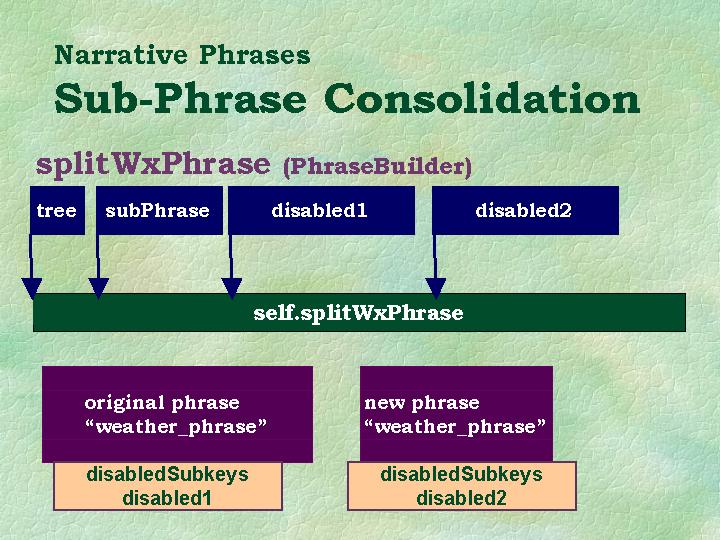 Narrative Phrases
Sub-Phrase Consolidation
splitWxPhrase (PhraseBuilder)
tree subPhrase disabled1 disabled2
self.splitWxPhrase
original phrase
“weather_phrase”
disabledSubkeys
disabled1
new phrase
“weather_phrase”
disabledSubkeys
disabled2